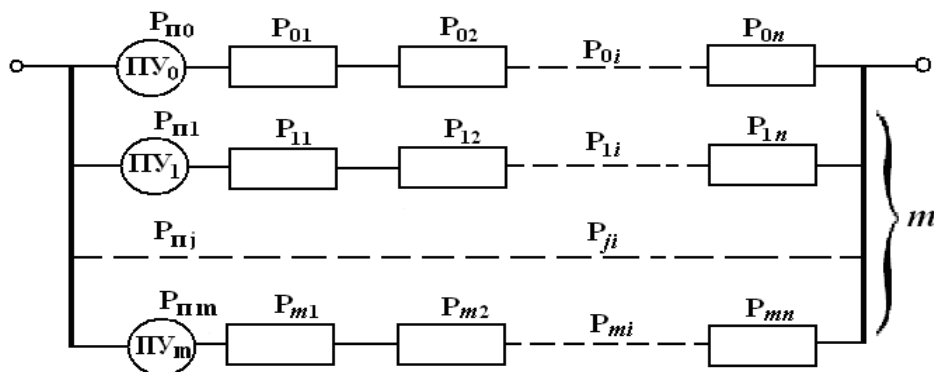 Pп0 P01 P02 P0i P0n
ПУ0
Pп1 P11 P12 P1i P1n
ПУ1
m
Pпj Pji
Pпm Pm1 Pm2 Pmi Pmn
ПУm